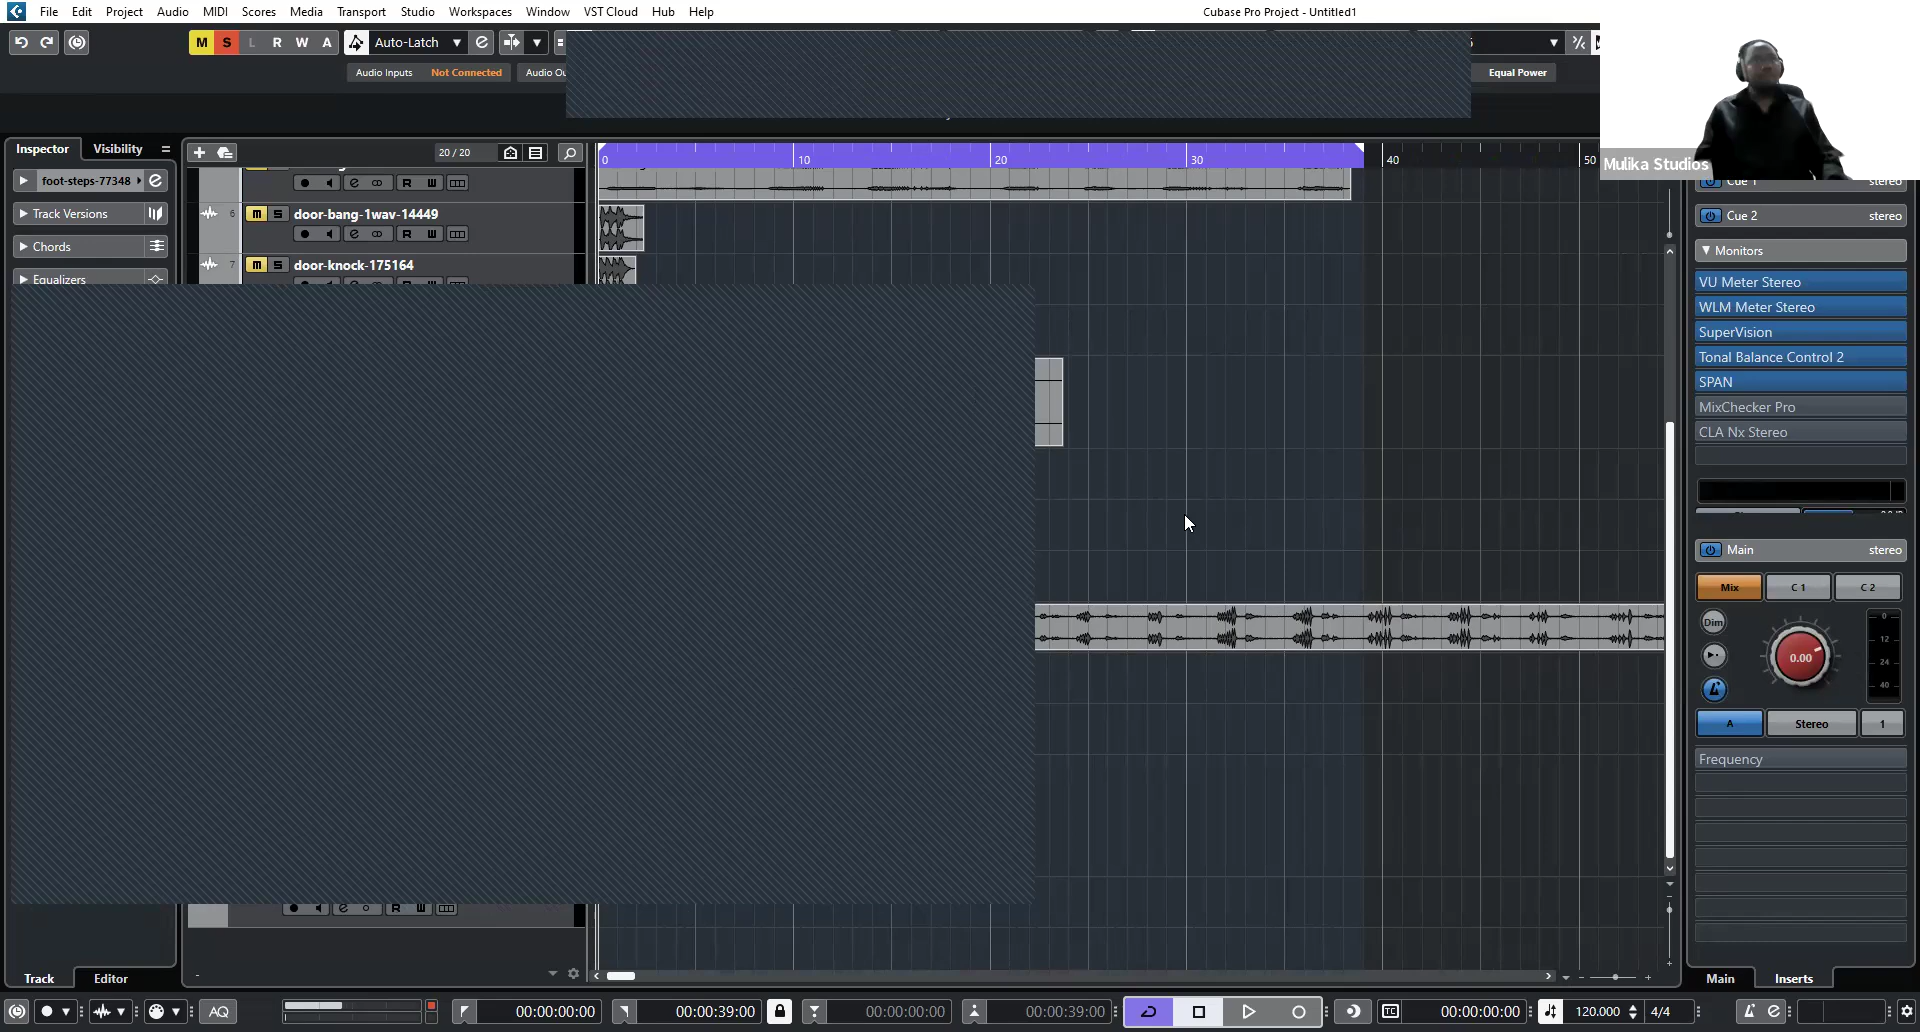 File Edit Project Audio MIDI Scores Media Transport Studio Workspaces Window VST Cloud Hub Help
Cubase Pro Project - Untitled1
M S L R W A Auto-Latch
Audio Inputs Not Connected
Equal Power
Mulika Studios
Inspector Visibility
20 / 20
0 10 20 30 40 50
foot-steps-77348
Track Versions
Chords
Equalizers
R W
6 m S door-bang-1wav-14449
R W
7 m S door-knock-175164
R W
Cue 1 stereo
Cue 2 stereo
Monitors
VU Meter Stereo
WLM Meter Stereo
SuperVision
Tonal Balance Control 2
SPAN
MixChecker Pro
CLA Nx Stereo
Main stereo
Mix C 1 C 2
Dim
0.00
0
12
24
40
A Stereo 1
Frequency
Track Editor
Main Inserts
AQ
00:00:00:00
00:00:39:00
00:00:00:00
00:00:39:00
TC
00:00:00:00
120.000
4/4